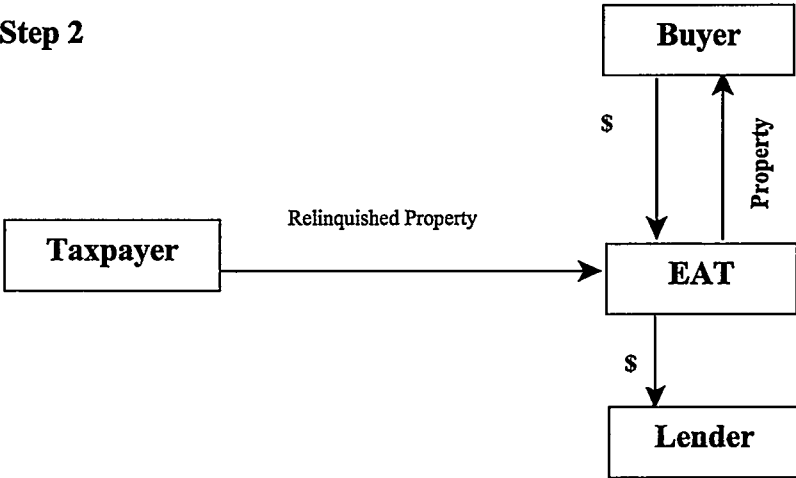 Step 2
Buyer
$
Property
Relinquished Property
Taxpayer
EAT
$
Lender